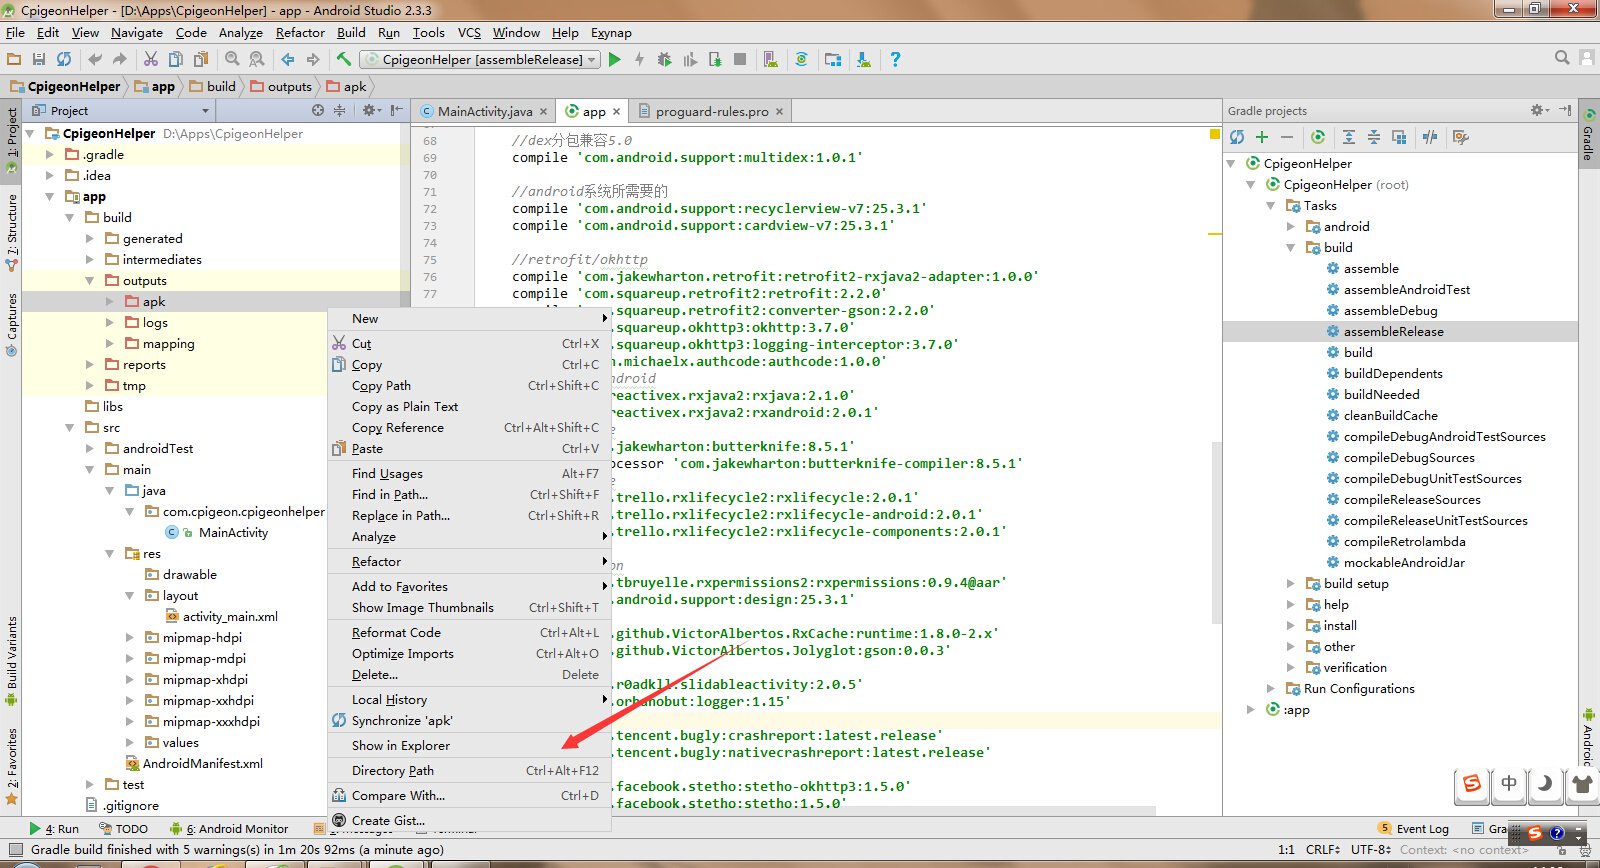 CpigeonHelper - [D:\Apps\CpigeonHelper] - app - Android Studio 2.3.3
File Edit View Navigate Code Analyze Refactor Build Run Tools VCS Window Help Exynap
CpigeonHelper [assembleRelease]
CpigeonHelper app build outputs apk
Project
MainActivity.java
app
proguard-rules.pro
Gradle projects
1: Project
7: Structure
Captures
Build Variants
2: Favorites
CpigeonHelper D:\Apps\CpigeonHelper
.gradle
.idea
app
build
generated
intermediates
outputs
apk
logs
mapping
reports
tmp
libs
src
androidTest
main
java
com.cpigeon.cpigeonhelper
MainActivity
res
drawable
layout
activity_main.xml
mipmap-hdpi
mipmap-mdpi
mipmap-xhdpi
mipmap-xxhdpi
mipmap-xxxhdpi
values
AndroidManifest.xml
test
.gitignore
68 //dex分包兼容5.0
69 compile 'com.android.support:multidex:1.0.1'
70
71 //android系统所需要的
72 compile 'com.android.support:recyclerview-v7:25.3.1'
73 compile 'com.android.support:cardview-v7:25.3.1'
74
75 //retrofit/okhttp
76 compile 'com.jakewharton.retrofit:retrofit2-rxjava2-adapter:1.0.0'
77 compile 'com.squareup.retrofit2:retrofit:2.2.0'
.squareup.retrofit2:converter-gson:2.2.0'
.squareup.okhttp3:okhttp:3.7.0'
.squareup.okhttp3:logging-interceptor:3.7.0'
.michaelx.authcode:authcode:1.0.0'
ndroid
reactivex.rxjava2:rxjava:2.1.0'
reactivex.rxjava2:rxandroid:2.0.1'
e
.jakewharton:butterknife:8.5.1'
ocessor 'com.jakewharton:butterknife-compiler:8.5.1'
e
.trello.rxlifecycle2:rxlifecycle:2.0.1'
.trello.rxlifecycle2:rxlifecycle-android:2.0.1'
.trello.rxlifecycle2:rxlifecycle-components:2.0.1'
on
.tbruyelle.rxpermissions2:rxpermissions:0.9.4@aar'
.android.support:design:25.3.1'
.github.VictorAlbertos.RxCache:runtime:1.8.0-2.x'
.github.VictorAlbertos.Jolyglot:gson:0.0.3'
.r0adkll:slidableactivity:2.0.5'
.orhanobut:logger:1.15'
.tencent.bugly:crashreport:latest.release'
.tencent.bugly:nativecrashreport:latest.release'
.facebook.stetho:stetho-okhttp3:1.5.0'
.facebook.stetho:stetho:1.5.0'
New
Cut Ctrl+X
Copy Ctrl+C
Copy Path Ctrl+Shift+C
Copy as Plain Text
Copy Reference Ctrl+Alt+Shift+C
Paste Ctrl+V
Find Usages Alt+F7
Find in Path... Ctrl+Shift+F
Replace in Path... Ctrl+Shift+R
Analyze
Refactor
Add to Favorites
Show Image Thumbnails Ctrl+Shift+T
Reformat Code Ctrl+Alt+L
Optimize Imports Ctrl+Alt+O
Delete... Delete
Local History
Synchronize 'apk'
Show in Explorer
Directory Path Ctrl+Alt+F12
Compare With... Ctrl+D
Create Gist...
CpigeonHelper
CpigeonHelper (root)
Tasks
android
build
assemble
assembleAndroidTest
assembleDebug
assembleRelease
build
buildDependents
buildNeeded
cleanBuildCache
compileDebugAndroidTestSources
compileDebugSources
compileDebugUnitTestSources
compileReleaseSources
compileReleaseUnitTestSources
compileRetrolambda
mockableAndroidJar
build setup
help
install
other
verification
Run Configurations
:app
Gradle
Android
中
4: Run TODO 6: Android Monitor
5 Event Log Gra
Gradle build finished with 5 warnings(s) in 1m 20s 92ms (a minute ago)
1:1 CRLF UTF-8 Context: <no context>